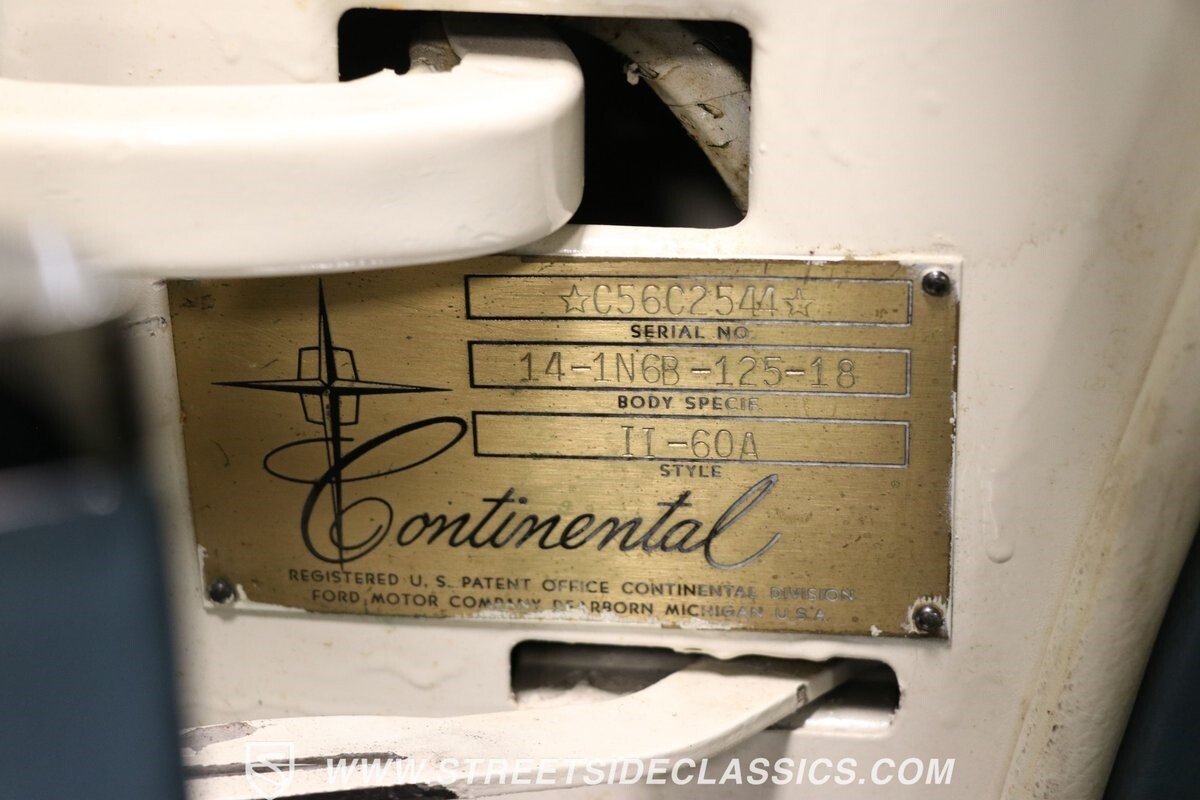 ☆C56C2544☆
SERIAL NO.
14-1N6B-125-18
BODY SPECIF.
II-60A
STYLE
Continental
REGISTERED U. S. PATENT OFFICE CONTINENTAL DIVISION
FORD MOTOR COMPANY DEARBORN MICHIGAN U.S.A
WWW.STREETSIDECLASSICS.COM